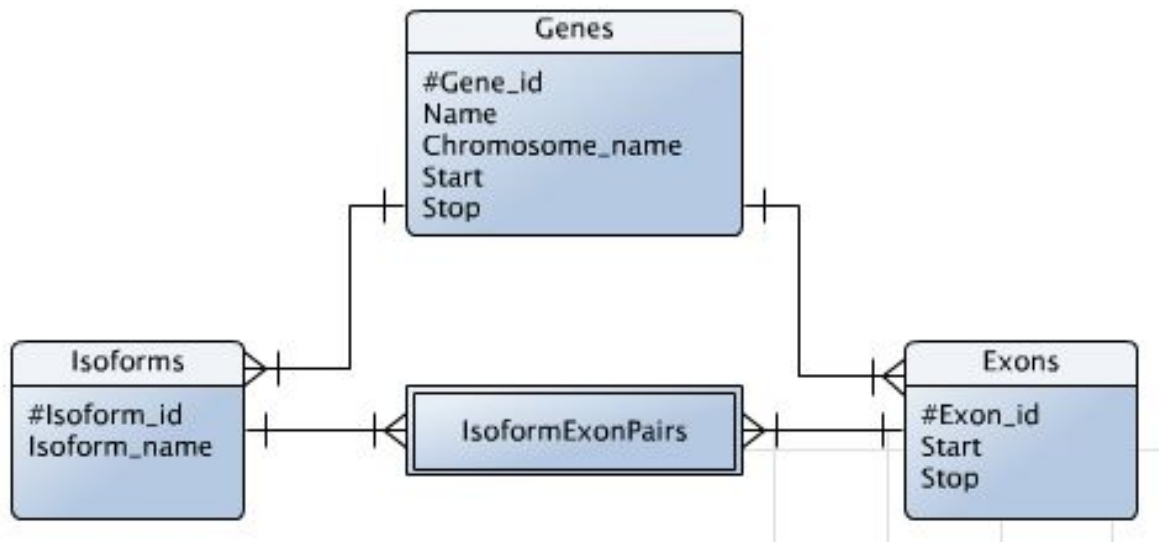 Genes
#Gene_id
Name
Chromosome_name
Start
Stop
Isoforms
#Isoform_id
Isoform_name
IsoformExonPairs
Exons
#Exon_id
Start
Stop